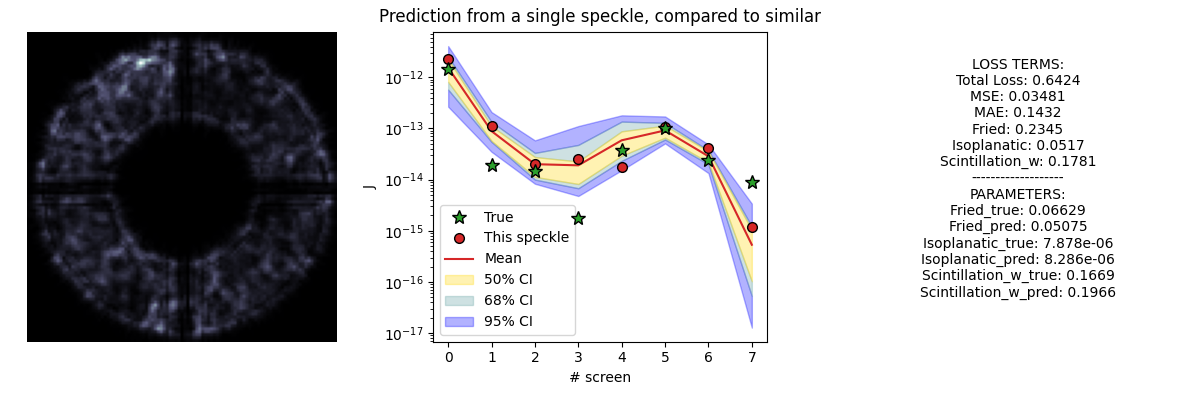 Prediction from a single speckle, compared to similar
J
10⁻¹²
10⁻¹³
10⁻¹⁴
10⁻¹⁵
10⁻¹⁶
10⁻¹⁷
True
This speckle
Mean
50% CI
68% CI
95% CI
0 1 2 3 4 5 6 7
# screen
LOSS TERMS:
Total Loss: 0.6424
MSE: 0.03481
MAE: 0.1432
Fried: 0.2345
Isoplanatic: 0.0517
Scintillation_w: 0.1781
-------------------
PARAMETERS:
Fried_true: 0.06629
Fried_pred: 0.05075
Isoplanatic_true: 7.878e-06
Isoplanatic_pred: 8.286e-06
Scintillation_w_true: 0.1669
Scintillation_w_pred: 0.1966